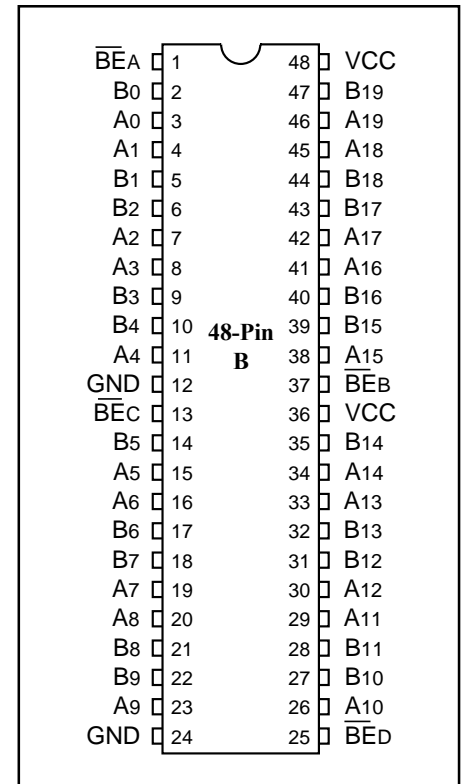 B̅E̅A 1 48 VCC
B0 2 47 B19
A0 3 46 A19
A1 4 45 A18
B1 5 44 B18
B2 6 43 B17
A2 7 42 A17
A3 8 41 A16
B3 9 40 B16
B4 10 48-Pin 39 B15
A4 11 B 38 A15
GND 12 37 B̅E̅B
B̅E̅C 13 36 VCC
B5 14 35 B14
A5 15 34 A14
A6 16 33 A13
B6 17 32 B13
B7 18 31 B12
A7 19 30 A12
A8 20 29 A11
B8 21 28 B11
B9 22 27 B10
A9 23 26 A10
GND 24 25 B̅E̅D